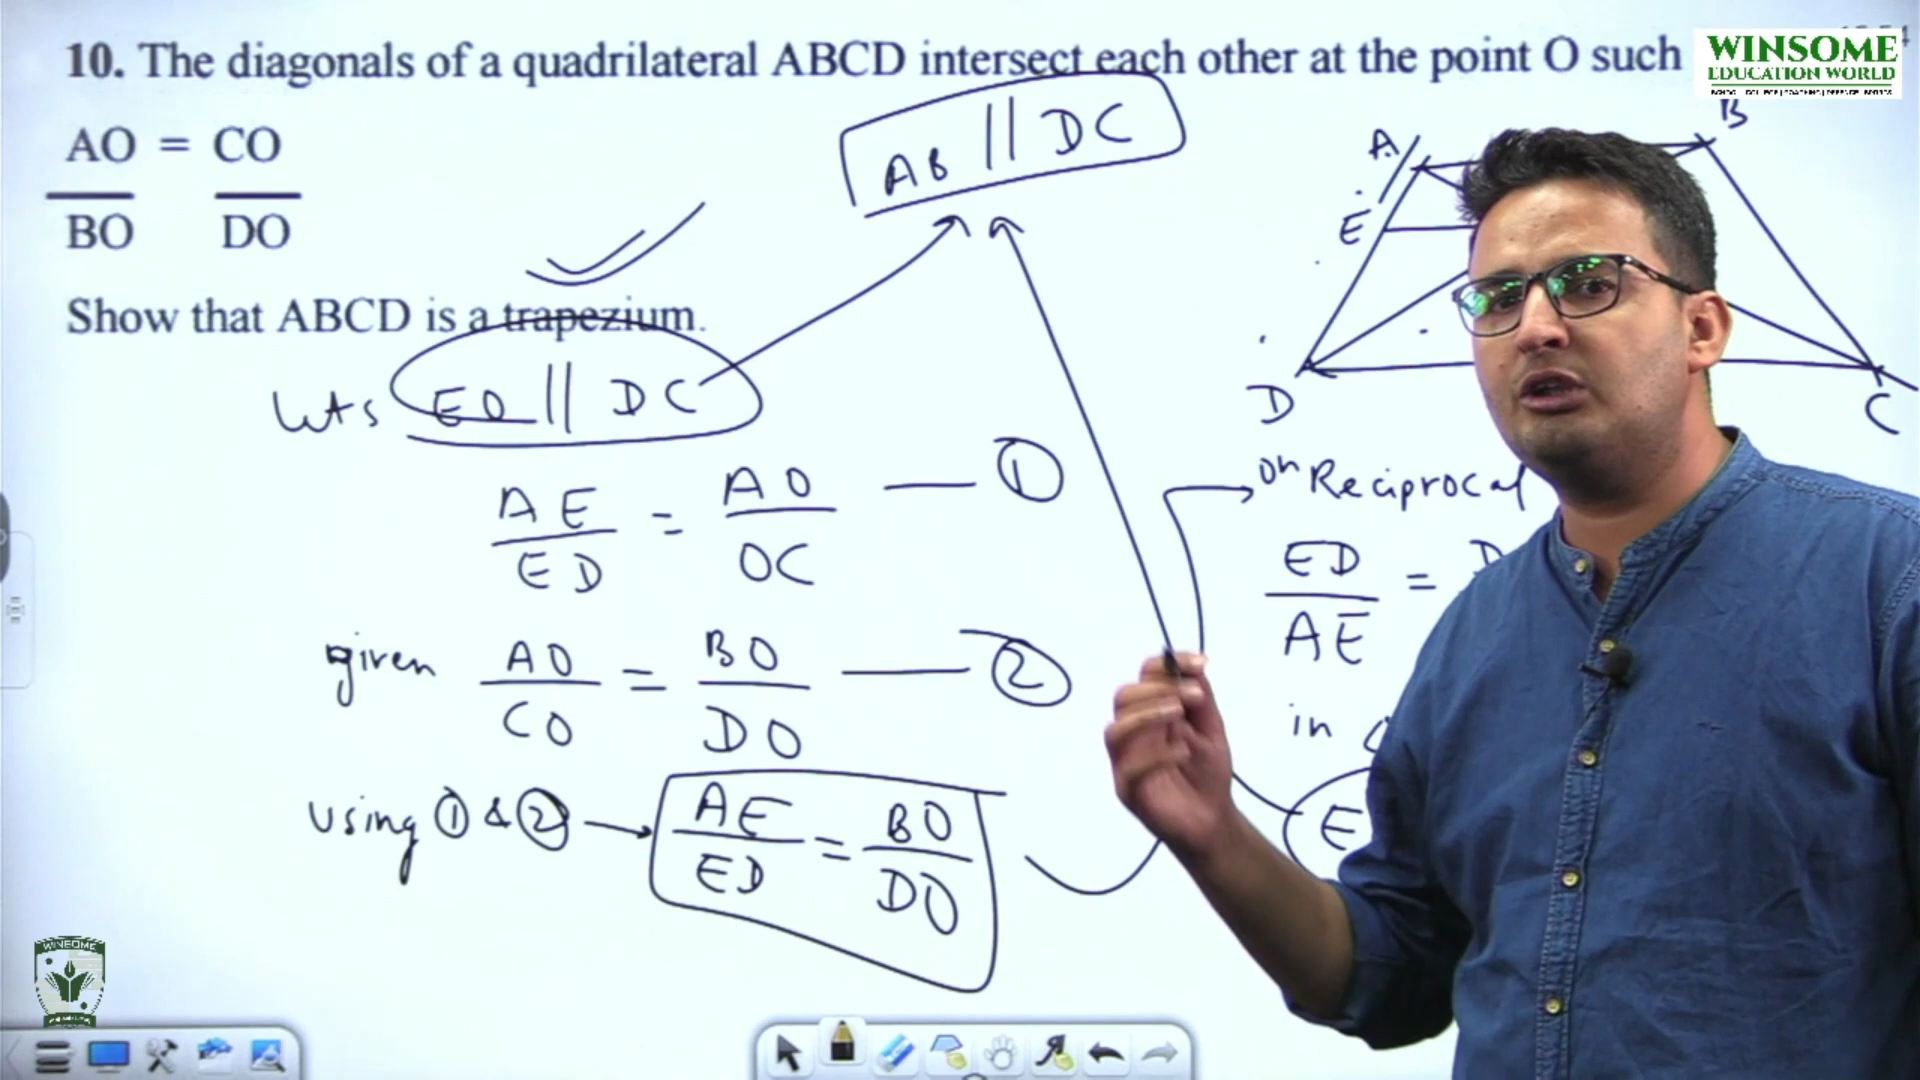 10. The diagonals of a quadrilateral ABCD intersect each other at the point O such
WINSOME
EDUCATION WORLD
AO = CO
BO DO
AB || DC
A
B
E
D
C
Show that ABCD is a trapezium.
EO || DC
AE = AO — ①
ED OC
given AO = BO — ②
CO DO
using ① & ② → AE = BO
ED DO
on Reciprocal
ED =
AE
in
E
WINSOME